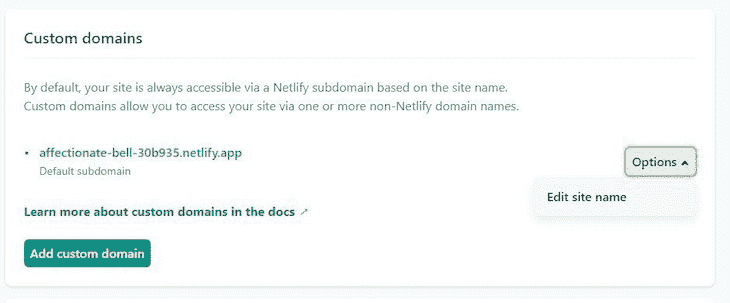 Custom domains
By default, your site is always accessible via a Netlify subdomain based on the site name.
Custom domains allow you to access your site via one or more non-Netlify domain names.
• affectionate-bell-30b935.netlify.app
Options
Default subdomain
Edit site name
Learn more about custom domains in the docs ↗
Add custom domain